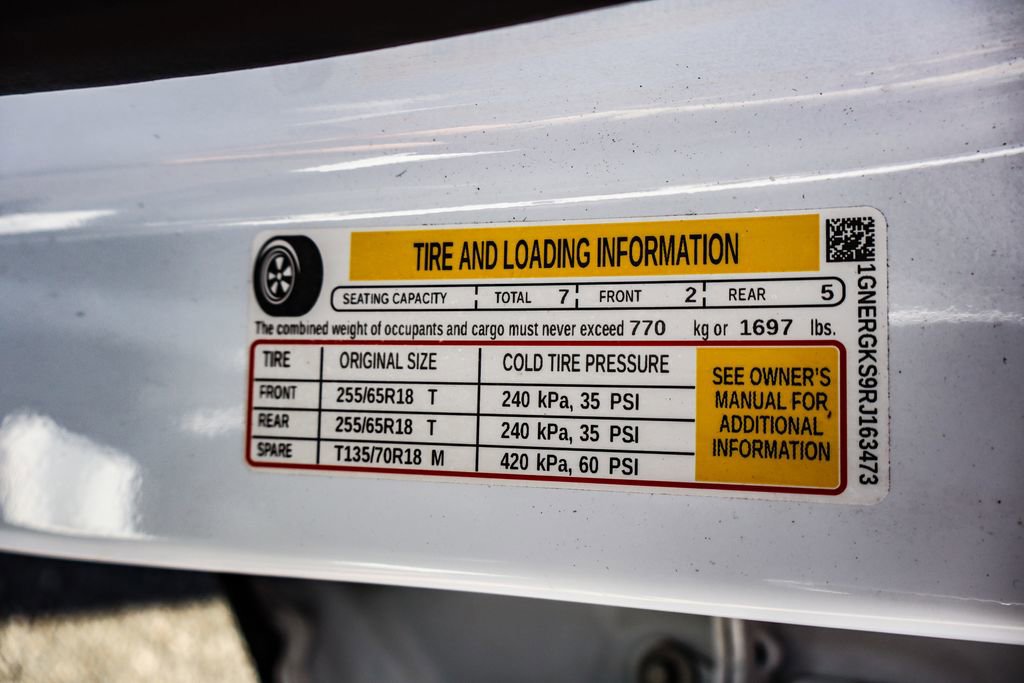 TIRE AND LOADING INFORMATION
SEATING CAPACITY TOTAL 7 FRONT 2 REAR 5
The combined weight of occupants and cargo must never exceed 770 kg or 1697 lbs.
TIRE ORIGINAL SIZE COLD TIRE PRESSURE
FRONT 255/65R18 T 240 kPa, 35 PSI
REAR 255/65R18 T 240 kPa, 35 PSI
SPARE T135/70R18 M 420 kPa, 60 PSI
SEE OWNER'S
MANUAL FOR
ADDITIONAL
INFORMATION
1GNERGKS9RJ163473